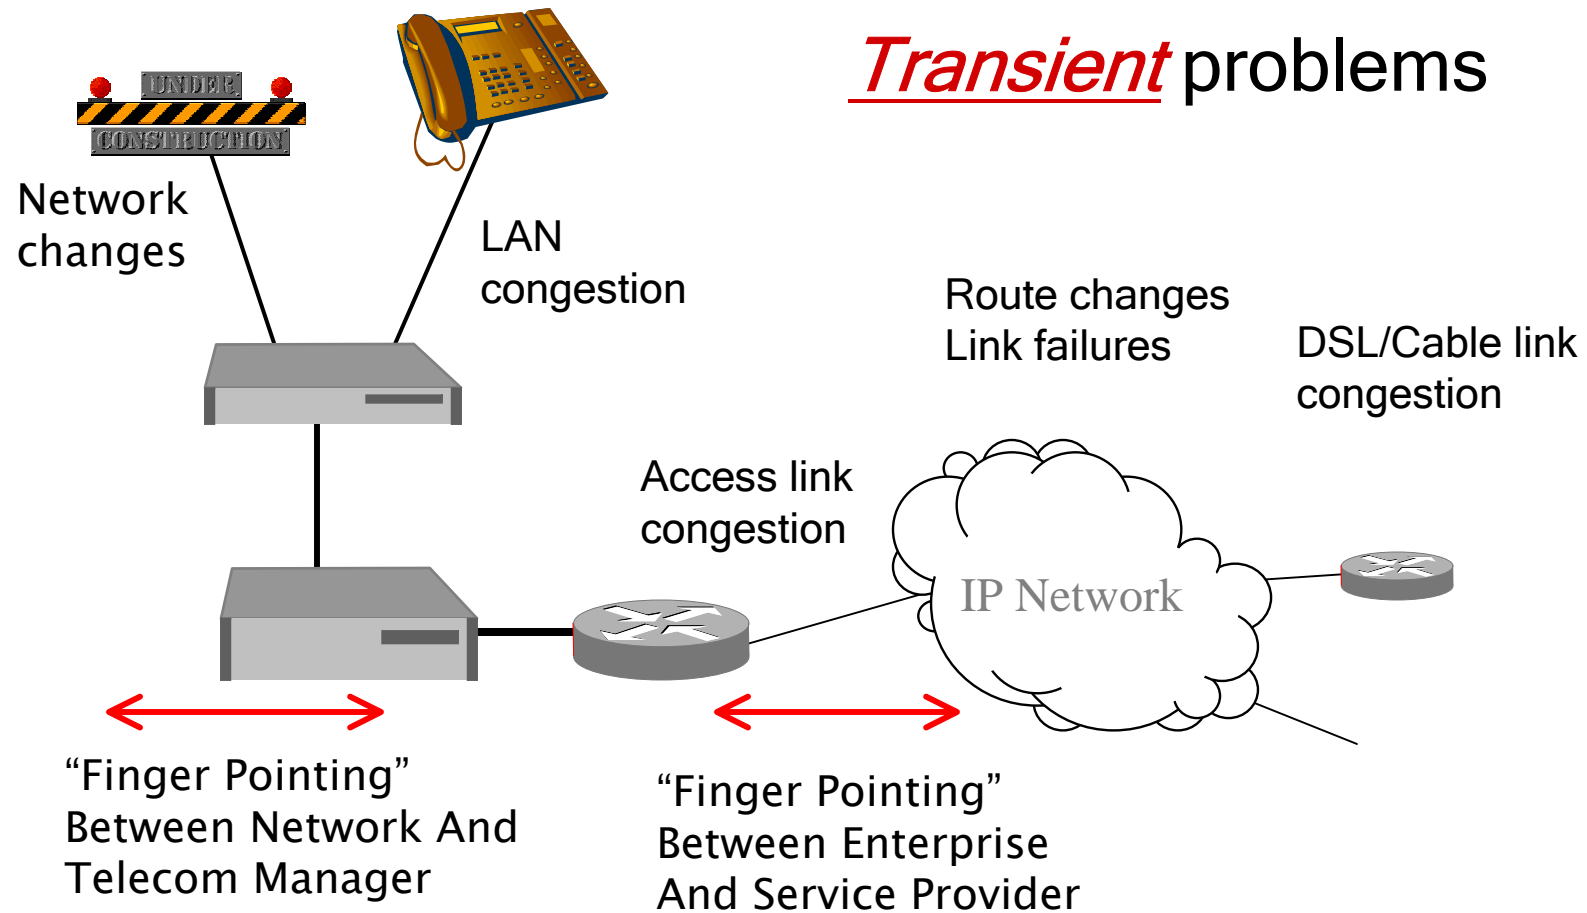 Transient problems
UNDER
CONSTRUCTION
Network
changes
LAN
congestion
Route changes
Link failures
DSL/Cable link
congestion
Access link
congestion
IP Network
“Finger Pointing”
Between Network And
Telecom Manager
“Finger Pointing”
Between Enterprise
And Service Provider